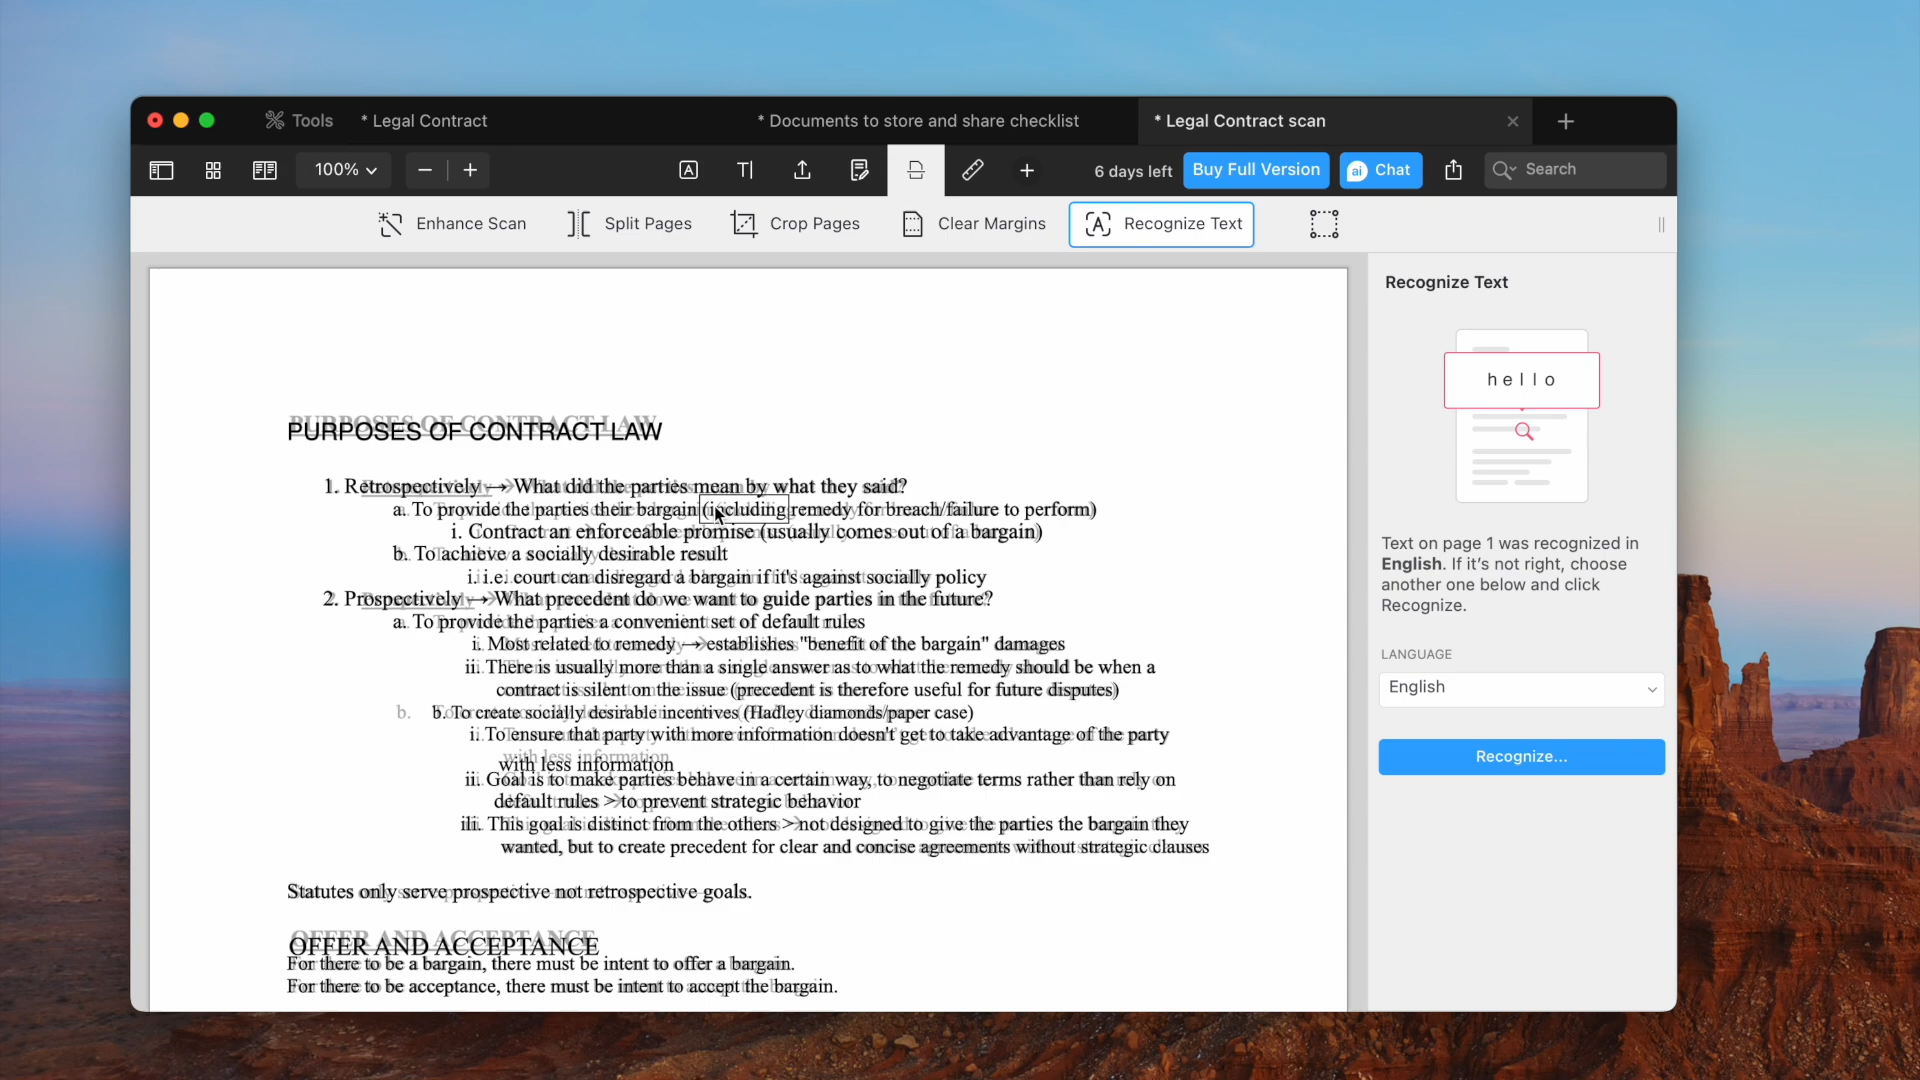 Tools
* Legal Contract
* Documents to store and share checklist
* Legal Contract scan
100%
6 days left
Buy Full Version
ai Chat
Search
Enhance Scan
Split Pages
Crop Pages
Clear Margins
Recognize Text
PURPOSES OF CONTRACT LAW
1. Retrospectively → What did the parties mean by what they said?
a. To provide the parties their bargain (including remedy for breach/failure to perform)
i. Contract an enforceable promise (usually comes out of a bargain)
b. To achieve a socially desirable result
i. i.e. court can disregard a bargain if it's against socially policy
2. Prospectively → What precedent do we want to guide parties in the future?
a. To provide the parties a convenient set of default rules
i. Most related to remedy → establishes "benefit of the bargain" damages
ii. There is usually more than a single answer as to what the remedy should be when a
contract is silent on the issue (precedent is therefore useful for future disputes)
b. b. To create socially desirable incentives (Hadley diamonds/paper case)
i. To ensure that party with more information doesn't get to take advantage of the party
with less information
ii. Goal is to make parties behave in a certain way, to negotiate terms rather than rely on
default rules > to prevent strategic behavior
iii. This goal is distinct from the others > not designed to give the parties the bargain they
wanted, but to create precedent for clear and concise agreements without strategic clauses
Statutes only serve prospective not retrospective goals.
OFFER AND ACCEPTANCE
For there to be a bargain, there must be intent to offer a bargain.
For there to be acceptance, there must be intent to accept the bargain.
Recognize Text
hello
Text on page 1 was recognized in
English. If it's not right, choose
another one below and click
Recognize.
LANGUAGE
English
Recognize...